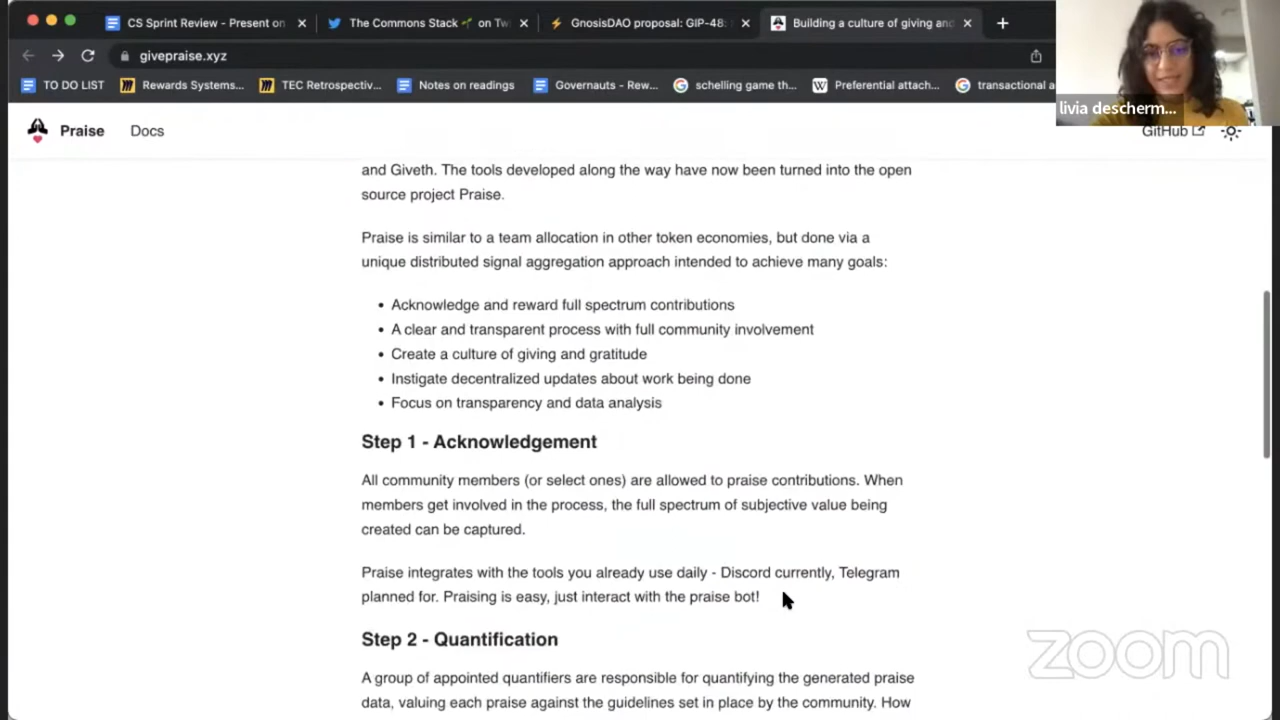 CS Sprint Review - Present on
The Commons Stack 🌱 on Tw
GnosisDAO proposal: GIP-48:
Building a culture of giving and
givepraise.xyz
TO DO LIST
Rewards Systems...
TEC Retrospectiv...
Notes on readings
Governauts - Rew...
schelling game th...
Preferential attach...
transactional a
livia descherm...
Praise
Docs
GitHub
and Giveth. The tools developed along the way have now been turned into the open
source project Praise.
Praise is similar to a team allocation in other token economies, but done via a
unique distributed signal aggregation approach intended to achieve many goals:
• Acknowledge and reward full spectrum contributions
• A clear and transparent process with full community involvement
• Create a culture of giving and gratitude
• Instigate decentralized updates about work being done
• Focus on transparency and data analysis
Step 1 - Acknowledgement
All community members (or select ones) are allowed to praise contributions. When
members get involved in the process, the full spectrum of subjective value being
created can be captured.
Praise integrates with the tools you already use daily - Discord currently, Telegram
planned for. Praising is easy, just interact with the praise bot!
Step 2 - Quantification
A group of appointed quantifiers are responsible for quantifying the generated praise
data, valuing each praise against the guidelines set in place by the community. How
zoom